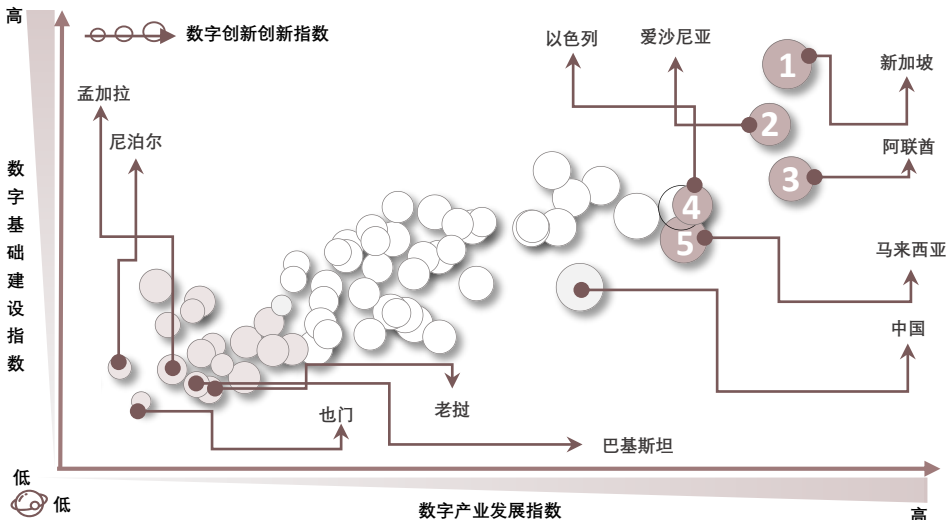 高
数字创新创新指数
以色列
爱沙尼亚
1
新加坡
孟加拉
2
尼泊尔
阿联酋
数字基础建设指数
3
4
5
马来西亚
中国
老挝
也门
巴基斯坦
低
低
数字产业发展指数
高